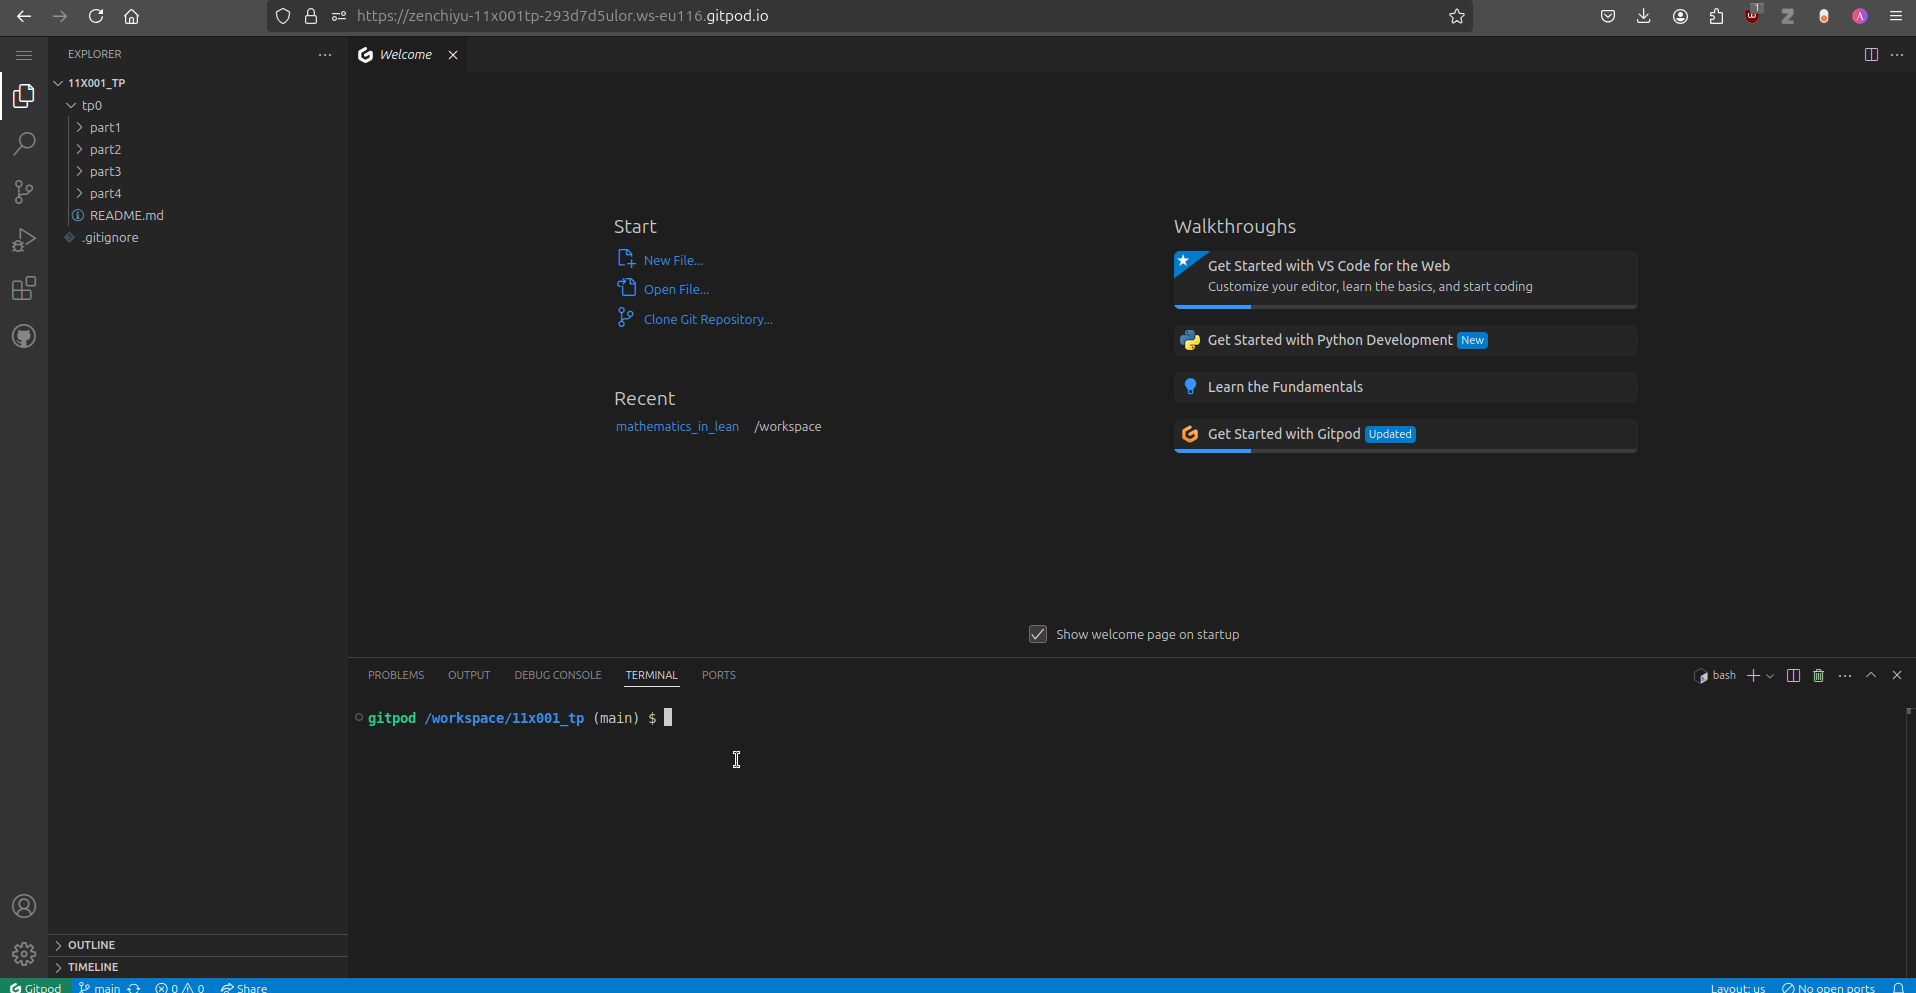 https://zenchiyu-11x001tp-293d7d5ulor.ws-eu116.gitpod.io
1
Z
A
EXPLORER
11X001_TP
tp0
part1
part2
part3
part4
README.md
.gitignore
OUTLINE
TIMELINE
Welcome
Start
New File...
Open File...
Clone Git Repository...
Recent
mathematics_in_lean /workspace
Walkthroughs
Get Started with VS Code for the Web
Customize your editor, learn the basics, and start coding
Get Started with Python Development New
Learn the Fundamentals
Get Started with Gitpod Updated
Show welcome page on startup
PROBLEMS OUTPUT DEBUG CONSOLE TERMINAL PORTS
bash
gitpod /workspace/11x001_tp (main) $
Gitpod main 0 0 Share Layout: us No open ports